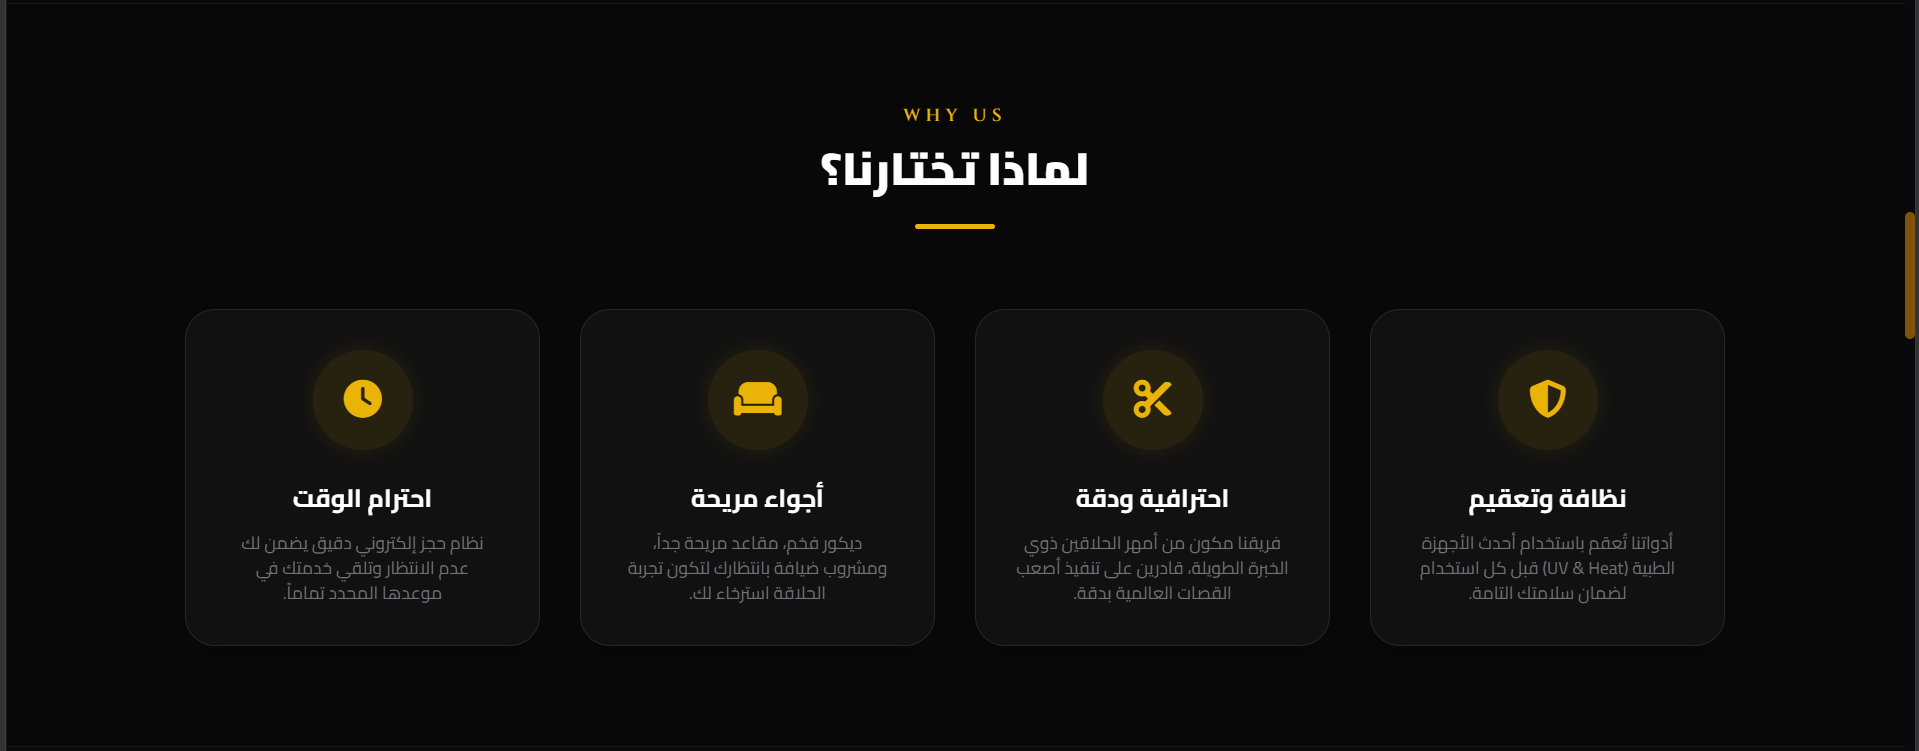 WHY US
لماذا تختارنا؟
نظافة وتعقيم
أدواتنا تُعقم باستخدام أحدث الأجهزة
الطبية (UV & Heat) قبل كل استخدام
لضمان سلامتك التامة.
احترافية ودقة
فريقنا مكون من أمهر الحلاقين ذوي
الخبرة الطويلة، قادرين على تنفيذ أصعب
القصات العالمية بدقة.
أجواء مريحة
ديكور فخم، مقاعد مريحة جداً،
ومشروب ضيافة بانتظارك لتكون تجربة
الحلاقة استرخاء لك.
احترام الوقت
نظام حجز إلكتروني دقيق يضمن لك
عدم الانتظار وتلقي خدمتك في
موعدها المحدد تماماً.